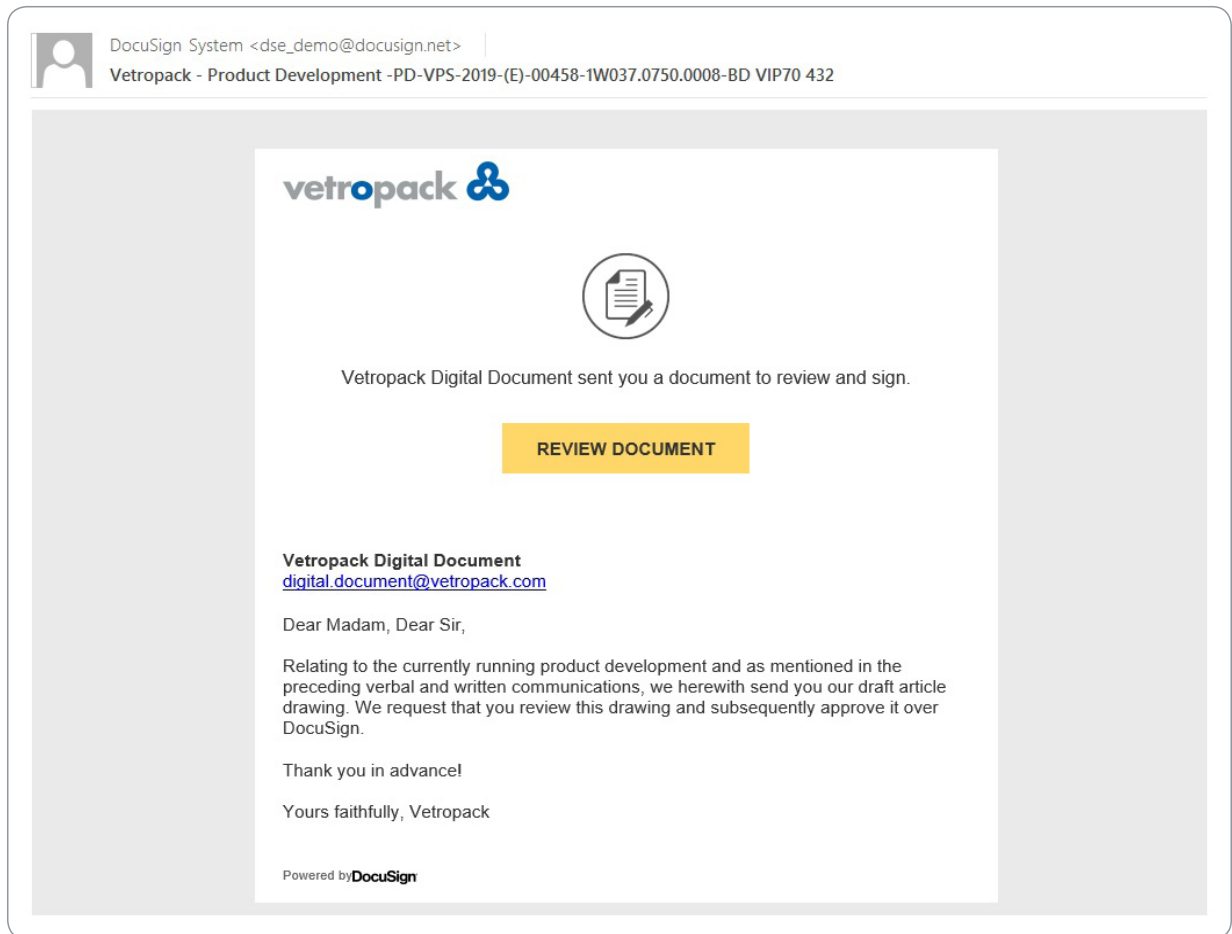 DocuSign System <dse_demo@docusign.net>
Vetropack - Product Development -PD-VPS-2019-(E)-00458-1W037.0750.0008-BD VIP70 432
vetropack
Vetropack Digital Document sent you a document to review and sign.
REVIEW DOCUMENT
Vetropack Digital Document
digital.document@vetropack.com
Dear Madam, Dear Sir,
Relating to the currently running product development and as mentioned in the
preceding verbal and written communications, we herewith send you our draft article
drawing. We request that you review this drawing and subsequently approve it over
DocuSign.
Thank you in advance!
Yours faithfully, Vetropack
Powered by DocuSign